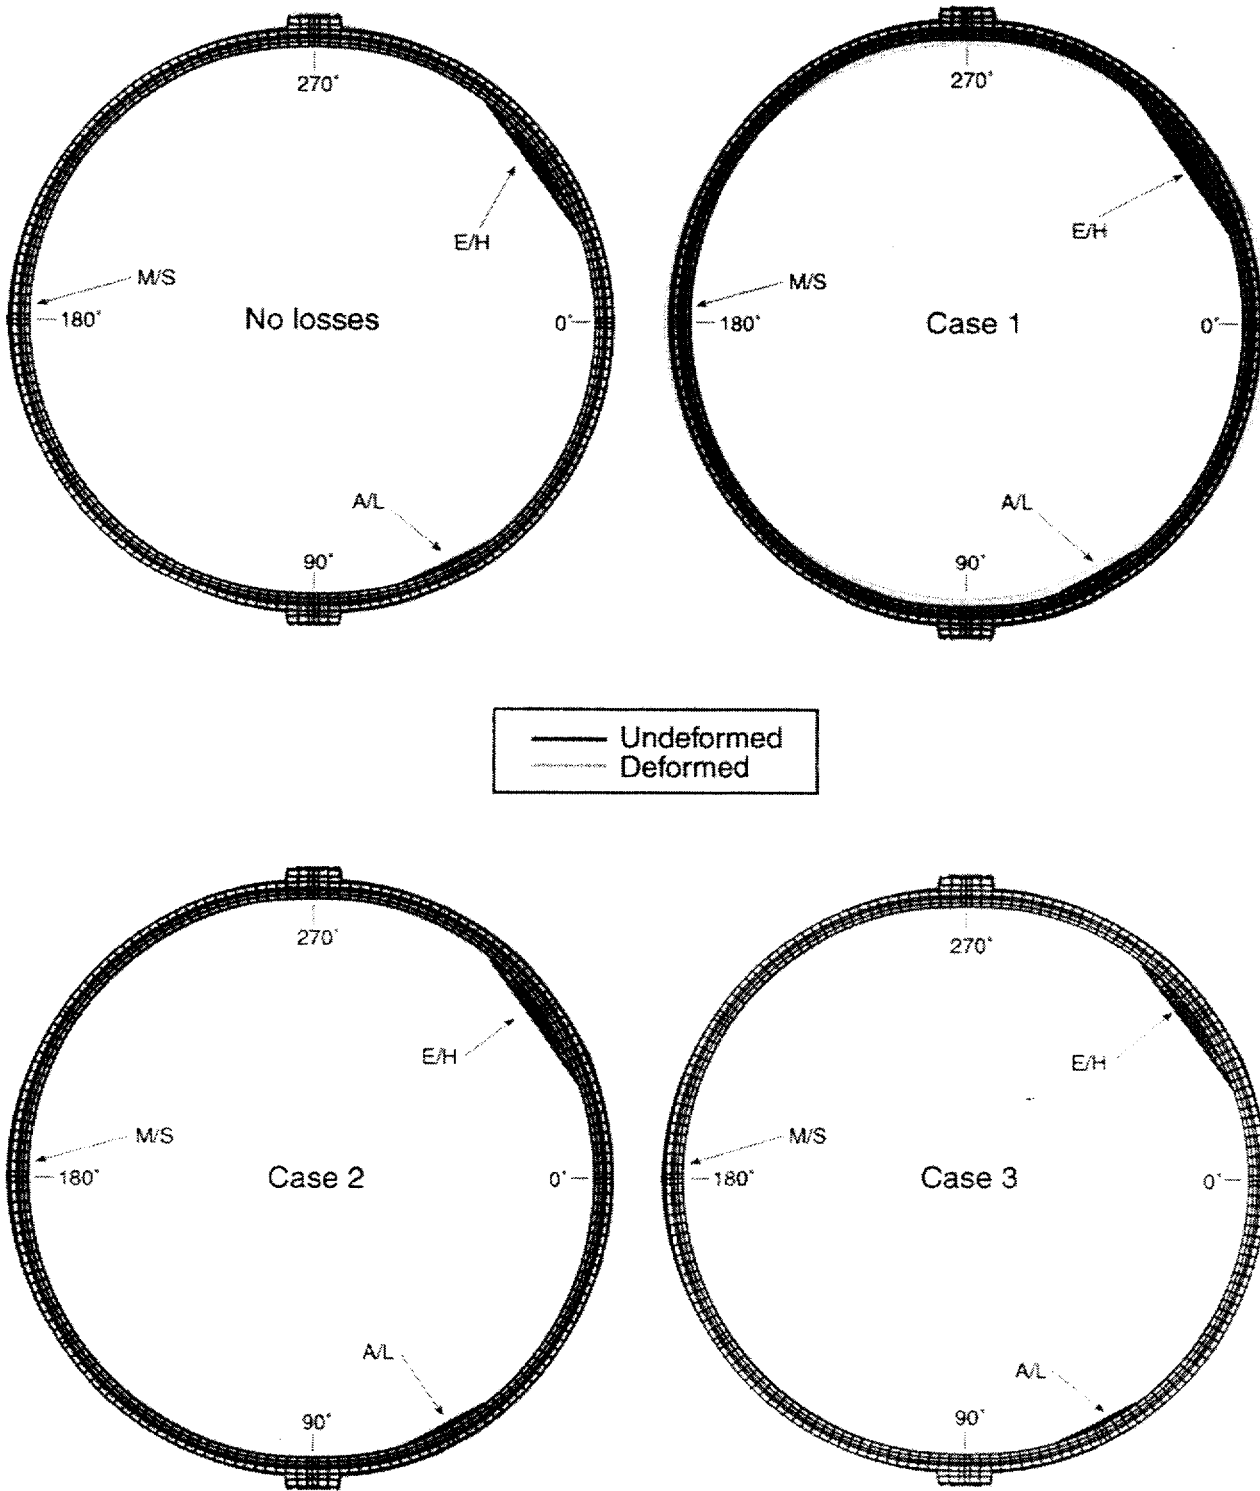 270°
E/H
M/S
180°
No losses
0°
A/L
90°
270°
E/H
M/S
180°
Case 1
0°
A/L
90°
Undeformed
Deformed
270°
E/H
M/S
180°
Case 2
0°
A/L
90°
270°
E/H
M/S
180°
Case 3
0°
A/L
90°